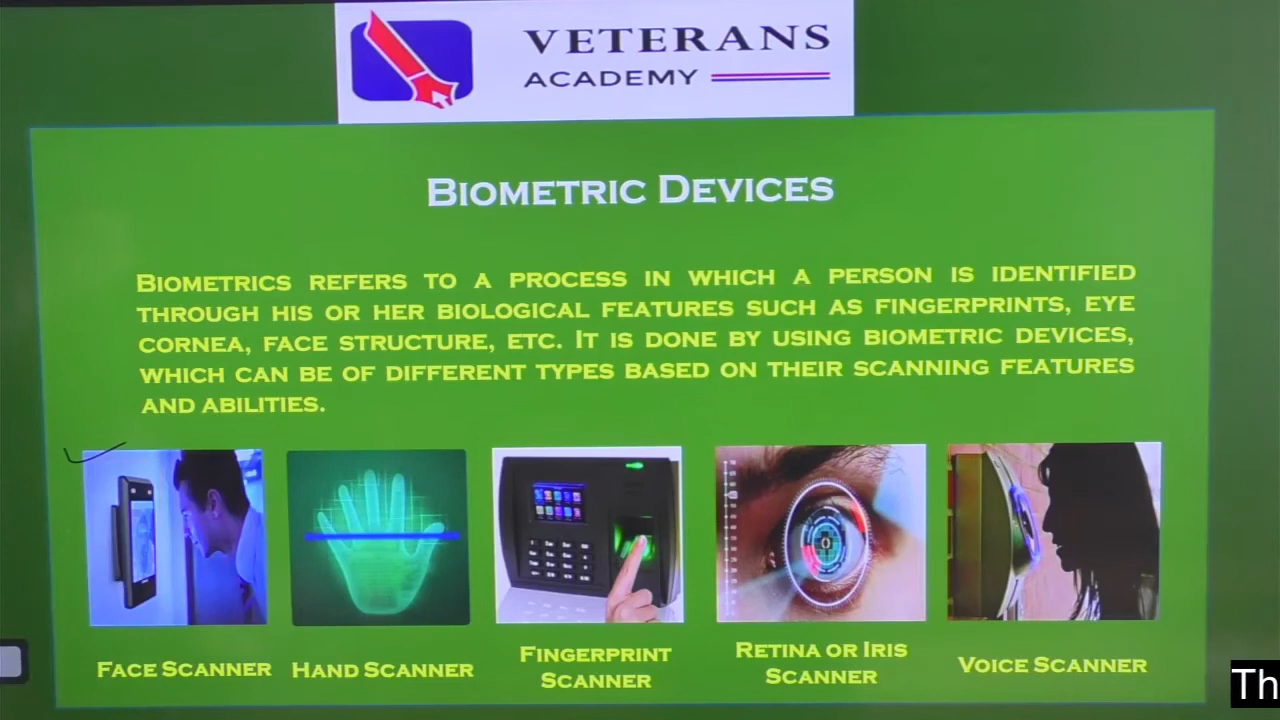 VETERANS
ACADEMY
BIOMETRIC DEVICES
BIOMETRICS REFERS TO A PROCESS IN WHICH A PERSON IS IDENTIFIED
THROUGH HIS OR HER BIOLOGICAL FEATURES SUCH AS FINGERPRINTS, EYE
CORNEA, FACE STRUCTURE, ETC. IT IS DONE BY USING BIOMETRIC DEVICES,
WHICH CAN BE OF DIFFERENT TYPES BASED ON THEIR SCANNING FEATURES
AND ABILITIES.
FACE SCANNER
HAND SCANNER
FINGERPRINT
SCANNER
RETINA OR IRIS
SCANNER
VOICE SCANNER
Th